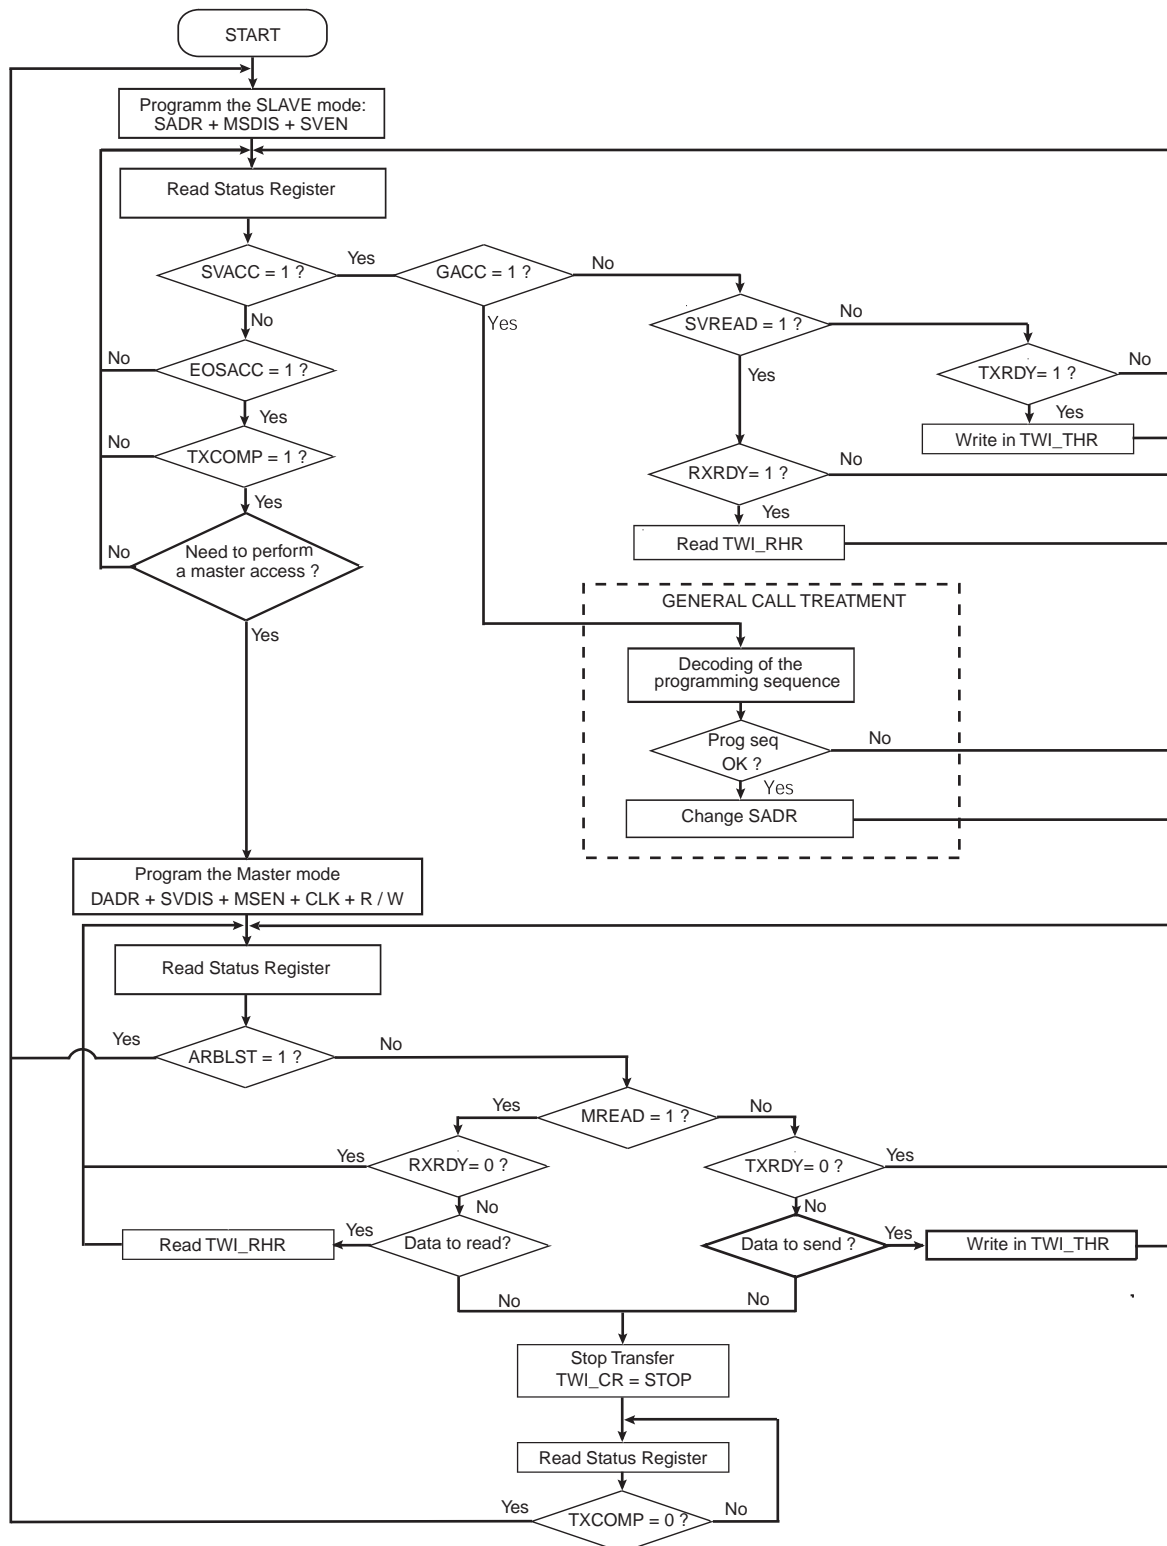 START
Programm the SLAVE mode:
SADR + MSDIS + SVEN
Read Status Register
SVACC = 1 ?
Yes
GACC = 1 ?
No
No
Yes
SVREAD = 1 ?
No
Yes
No
EOSACC = 1 ?
Yes
TXRDY= 1 ?
No
Yes
Write in TWI_THR
No
TXCOMP = 1 ?
Yes
RXRDY= 1 ?
No
Yes
Read TWI_RHR
No
Need to perform
a master access ?
Yes
GENERAL CALL TREATMENT
Decoding of the
programming sequence
Prog seq
OK ?
No
Yes
Change SADR
Program the Master mode
DADR + SVDIS + MSEN + CLK + R / W
Read Status Register
Yes
ARBLST = 1 ?
No
Yes
MREAD = 1 ?
No
Yes
RXRDY= 0 ?
No
TXRDY= 0 ?
Yes
No
Read TWI_RHR
Yes
Data to read?
No
Data to send ?
Yes
Write in TWI_THR
No
Stop Transfer
TWI_CR = STOP
Read Status Register
Yes
TXCOMP = 0 ?
No